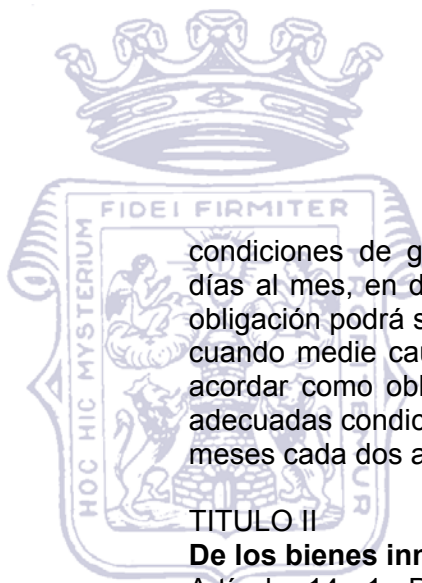 FIDEI FIRMITER
HOC HIC MYSTERIUM
condiciones de g
días al mes, en d
obligación podrá s
cuando medie cau
acordar como obl
adecuadas condic
meses cada dos a
TITULO II
De los bienes inm